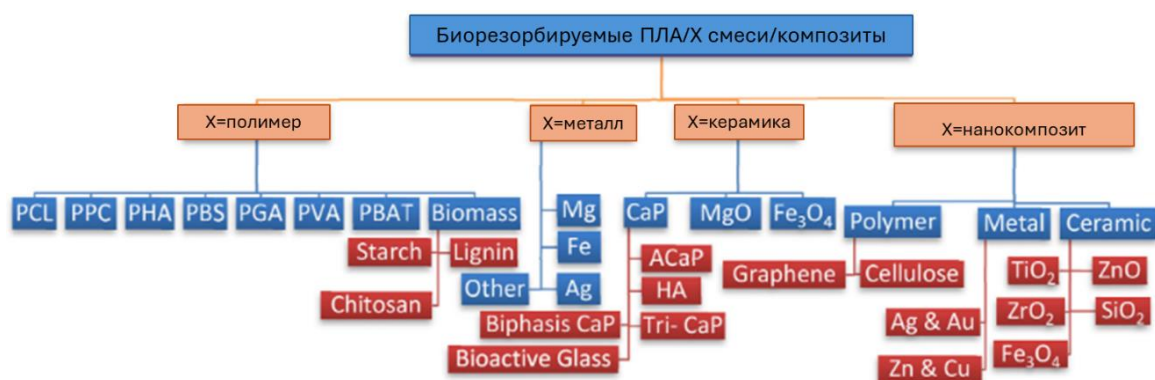 Биорезорбируемые ПЛА/Х смеси/композиты
Х=полимер
Х=металл
Х=керамика
Х=нанокомпозит
PCL PPC PHA PBS PGA PVA PBAT Biomass
Starch Lignin
Chitosan
Mg
Fe
Other Ag
CaP MgO Fe₃O₄
ACaP
HA
Biphasis CaP Tri- CaP
Bioactive Glass
Polymer Metal Ceramic
Graphene Cellulose
Ag & Au
Zn & Cu
TiO₂ ZnO
ZrO₂ SiO₂
Fe₃O₄